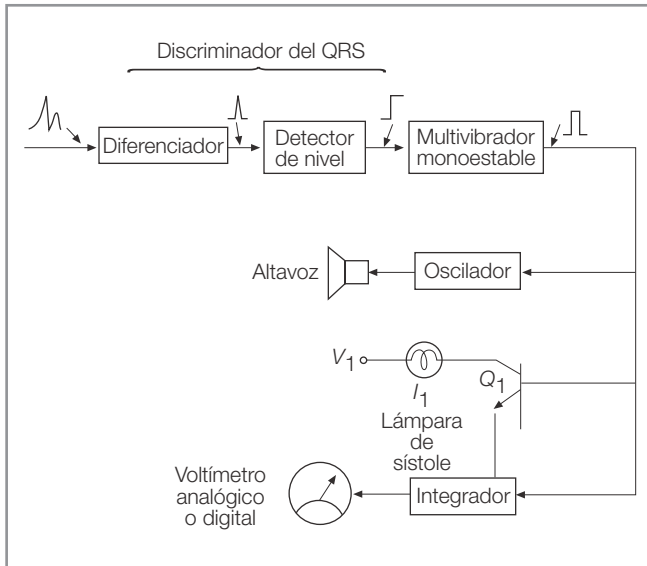 Discriminador del QRS
Diferenciador
Detector
de nivel
Multivibrador
monoestable
Altavoz
Oscilador
V1
I1
Q1
Lámpara
de
sístole
Voltímetro
analógico
o digital
Integrador